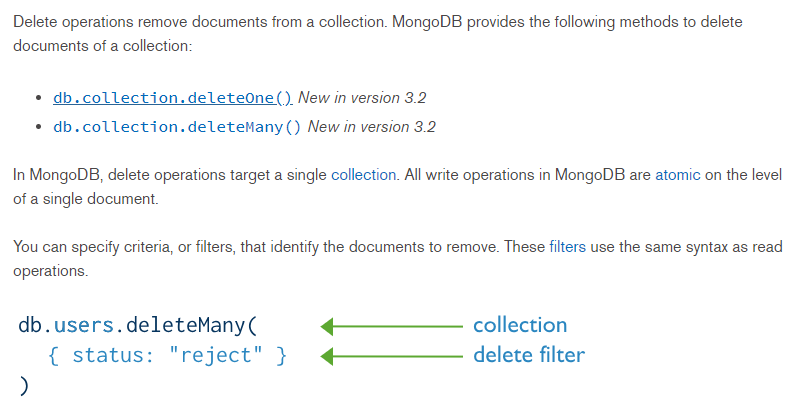 Delete operations remove documents from a collection. MongoDB provides the following methods to delete
documents of a collection:
• db.collection.deleteOne() New in version 3.2
• db.collection.deleteMany() New in version 3.2
In MongoDB, delete operations target a single collection. All write operations in MongoDB are atomic on the level
of a single document.
You can specify criteria, or filters, that identify the documents to remove. These filters use the same syntax as read
operations.
db.users.deleteMany( collection
{ status: "reject" } delete filter
)